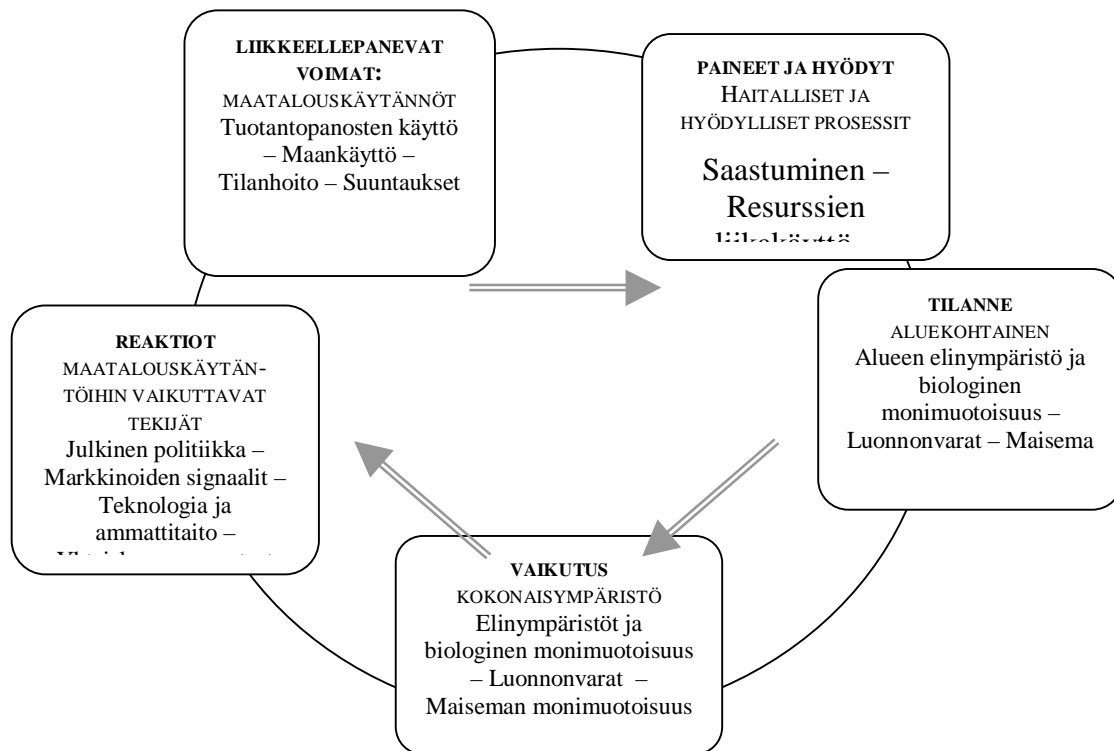 LIIKKEELLEPANEVAT
VOIMAT:
MAATALOUSKÄYTÄNNÖT
Tuotantopanosten käyttö
– Maankäyttö –
Tilanhoito – Suuntaukset
PAINEET JA HYÖDYT
HAITALLISET JA
HYÖDYLLISET PROSESSIT
Saastuminen –
Resurssien
TILANNE
ALUEKOHTAINEN
Alueen elinympäristö ja
biologinen
monimuotoisuus –
Luonnonvarat – Maisema
VAIKUTUS
KOKONAISYMPÄRISTÖ
Elinympäristöt ja
biologinen monimuotoisuus
– Luonnonvarat –
Maiseman monimuotoisuus
REAKTIOT
MAATALOUSKÄYTÄN-
TÖIHIN VAIKUTTAVAT
TEKIJÄT
Julkinen politiikka –
Markkinoiden signaalit –
Teknologia ja
ammattitaito –